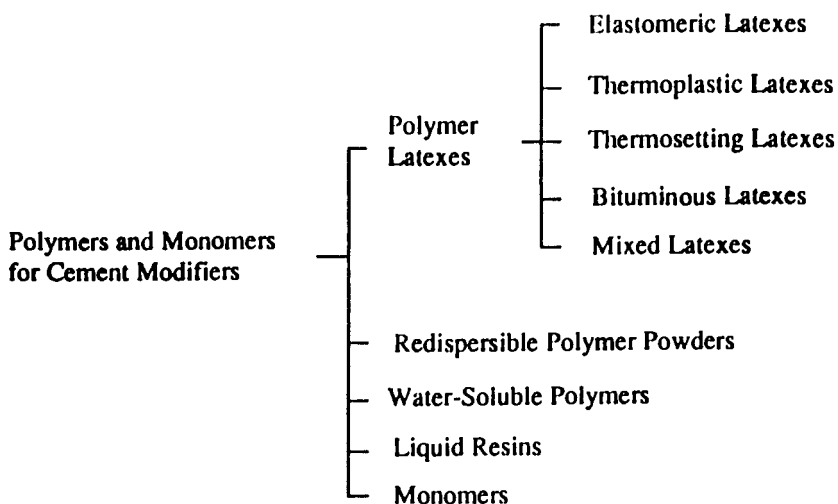 Elastomeric Latexes
Thermoplastic Latexes
Polymer
Latexes
Thermosetting Latexes
Bituminous Latexes
Mixed Latexes
Polymers and Monomers
for Cement Modifiers
Redispersible Polymer Powders
Water-Soluble Polymers
Liquid Resins
Monomers